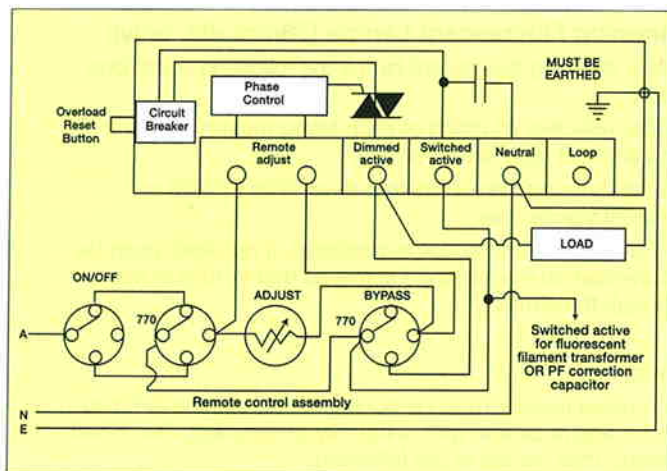 MUST BE
EARTHED
Phase
Control
Circuit
Breaker
Overload
Reset
Button
Remote
adjust
Dimmed
active
Switched
active
Neutral
Loop
LOAD
ON/OFF
770
ADJUST
BYPASS
770
A
Switched active
for fluorescent
filament transformer
OR PF correction
capacitor
Remote control assembly
N
E